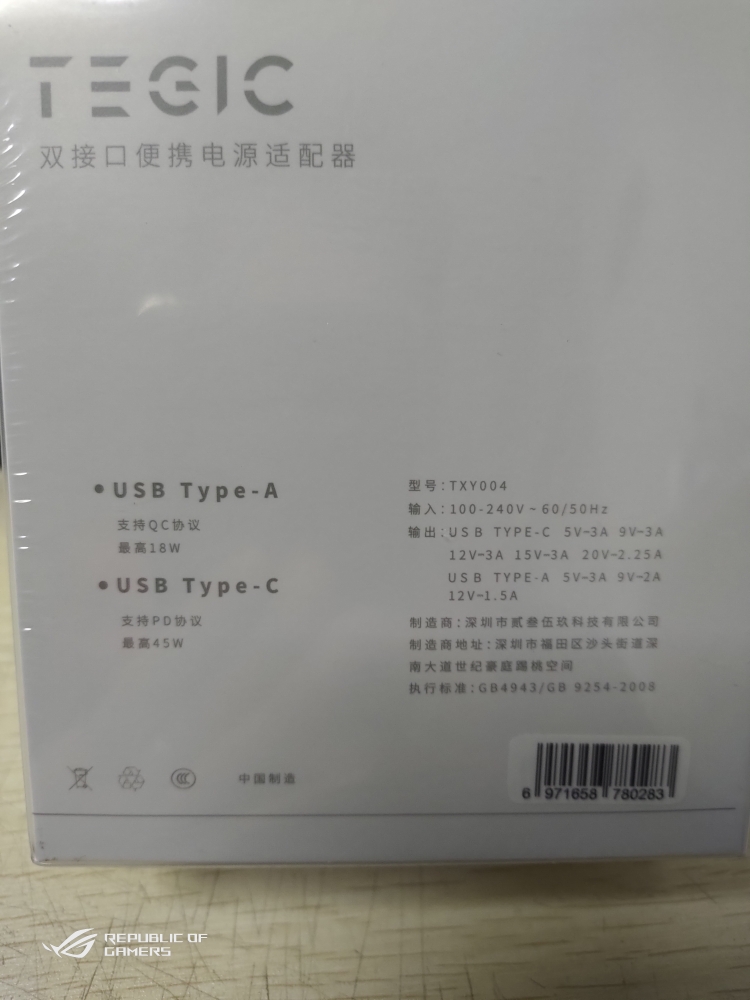 TEGIC
双接口便携电源适配器
• USB Type-A
支持QC协议
最高18W
• USB Type-C
支持PD协议
最高45W
型号:TXY004
输入:100-240V~60/50Hz
输出:USB TYPE-C 5V⎓3A 9V⎓3A
12V⎓3A 15V⎓3A 20V⎓2.25A
USB TYPE-A 5V⎓3A 9V⎓2A
12V⎓1.5A
制造商:深圳市贰叁伍玖科技有限公司
制造商地址:深圳市福田区沙头街道深
南大道世纪豪庭踢桃空间
执行标准:GB4943/GB 9254-2008
中国制造
6 971658 780283
REPUBLIC OF
GAMERS